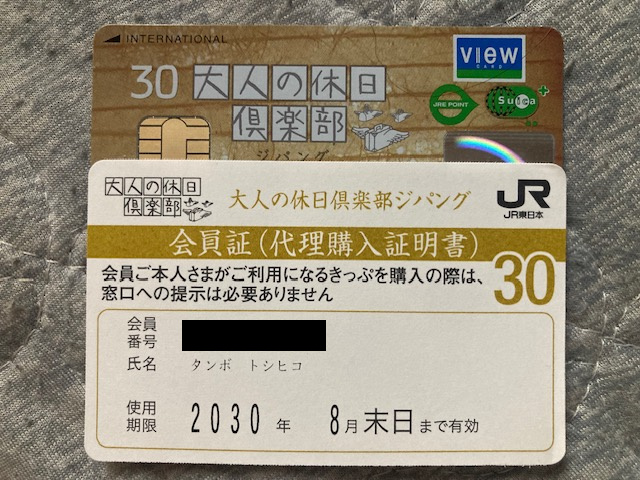 INTERNATIONAL
VIEW
CARD
30 大人の休日
倶楽部
ジパング
JRE POINT
Suica
大人の休日
倶楽部
大人の休日倶楽部ジパング
JR
JR東日本
会員証(代理購入証明書)
会員ご本人さまがご利用になるきっぷを購入の際は、
窓口への提示は必要ありません
30
会員
番号
氏名 タンボ トシヒコ
使用
期限 2030年 8月末日まで有効